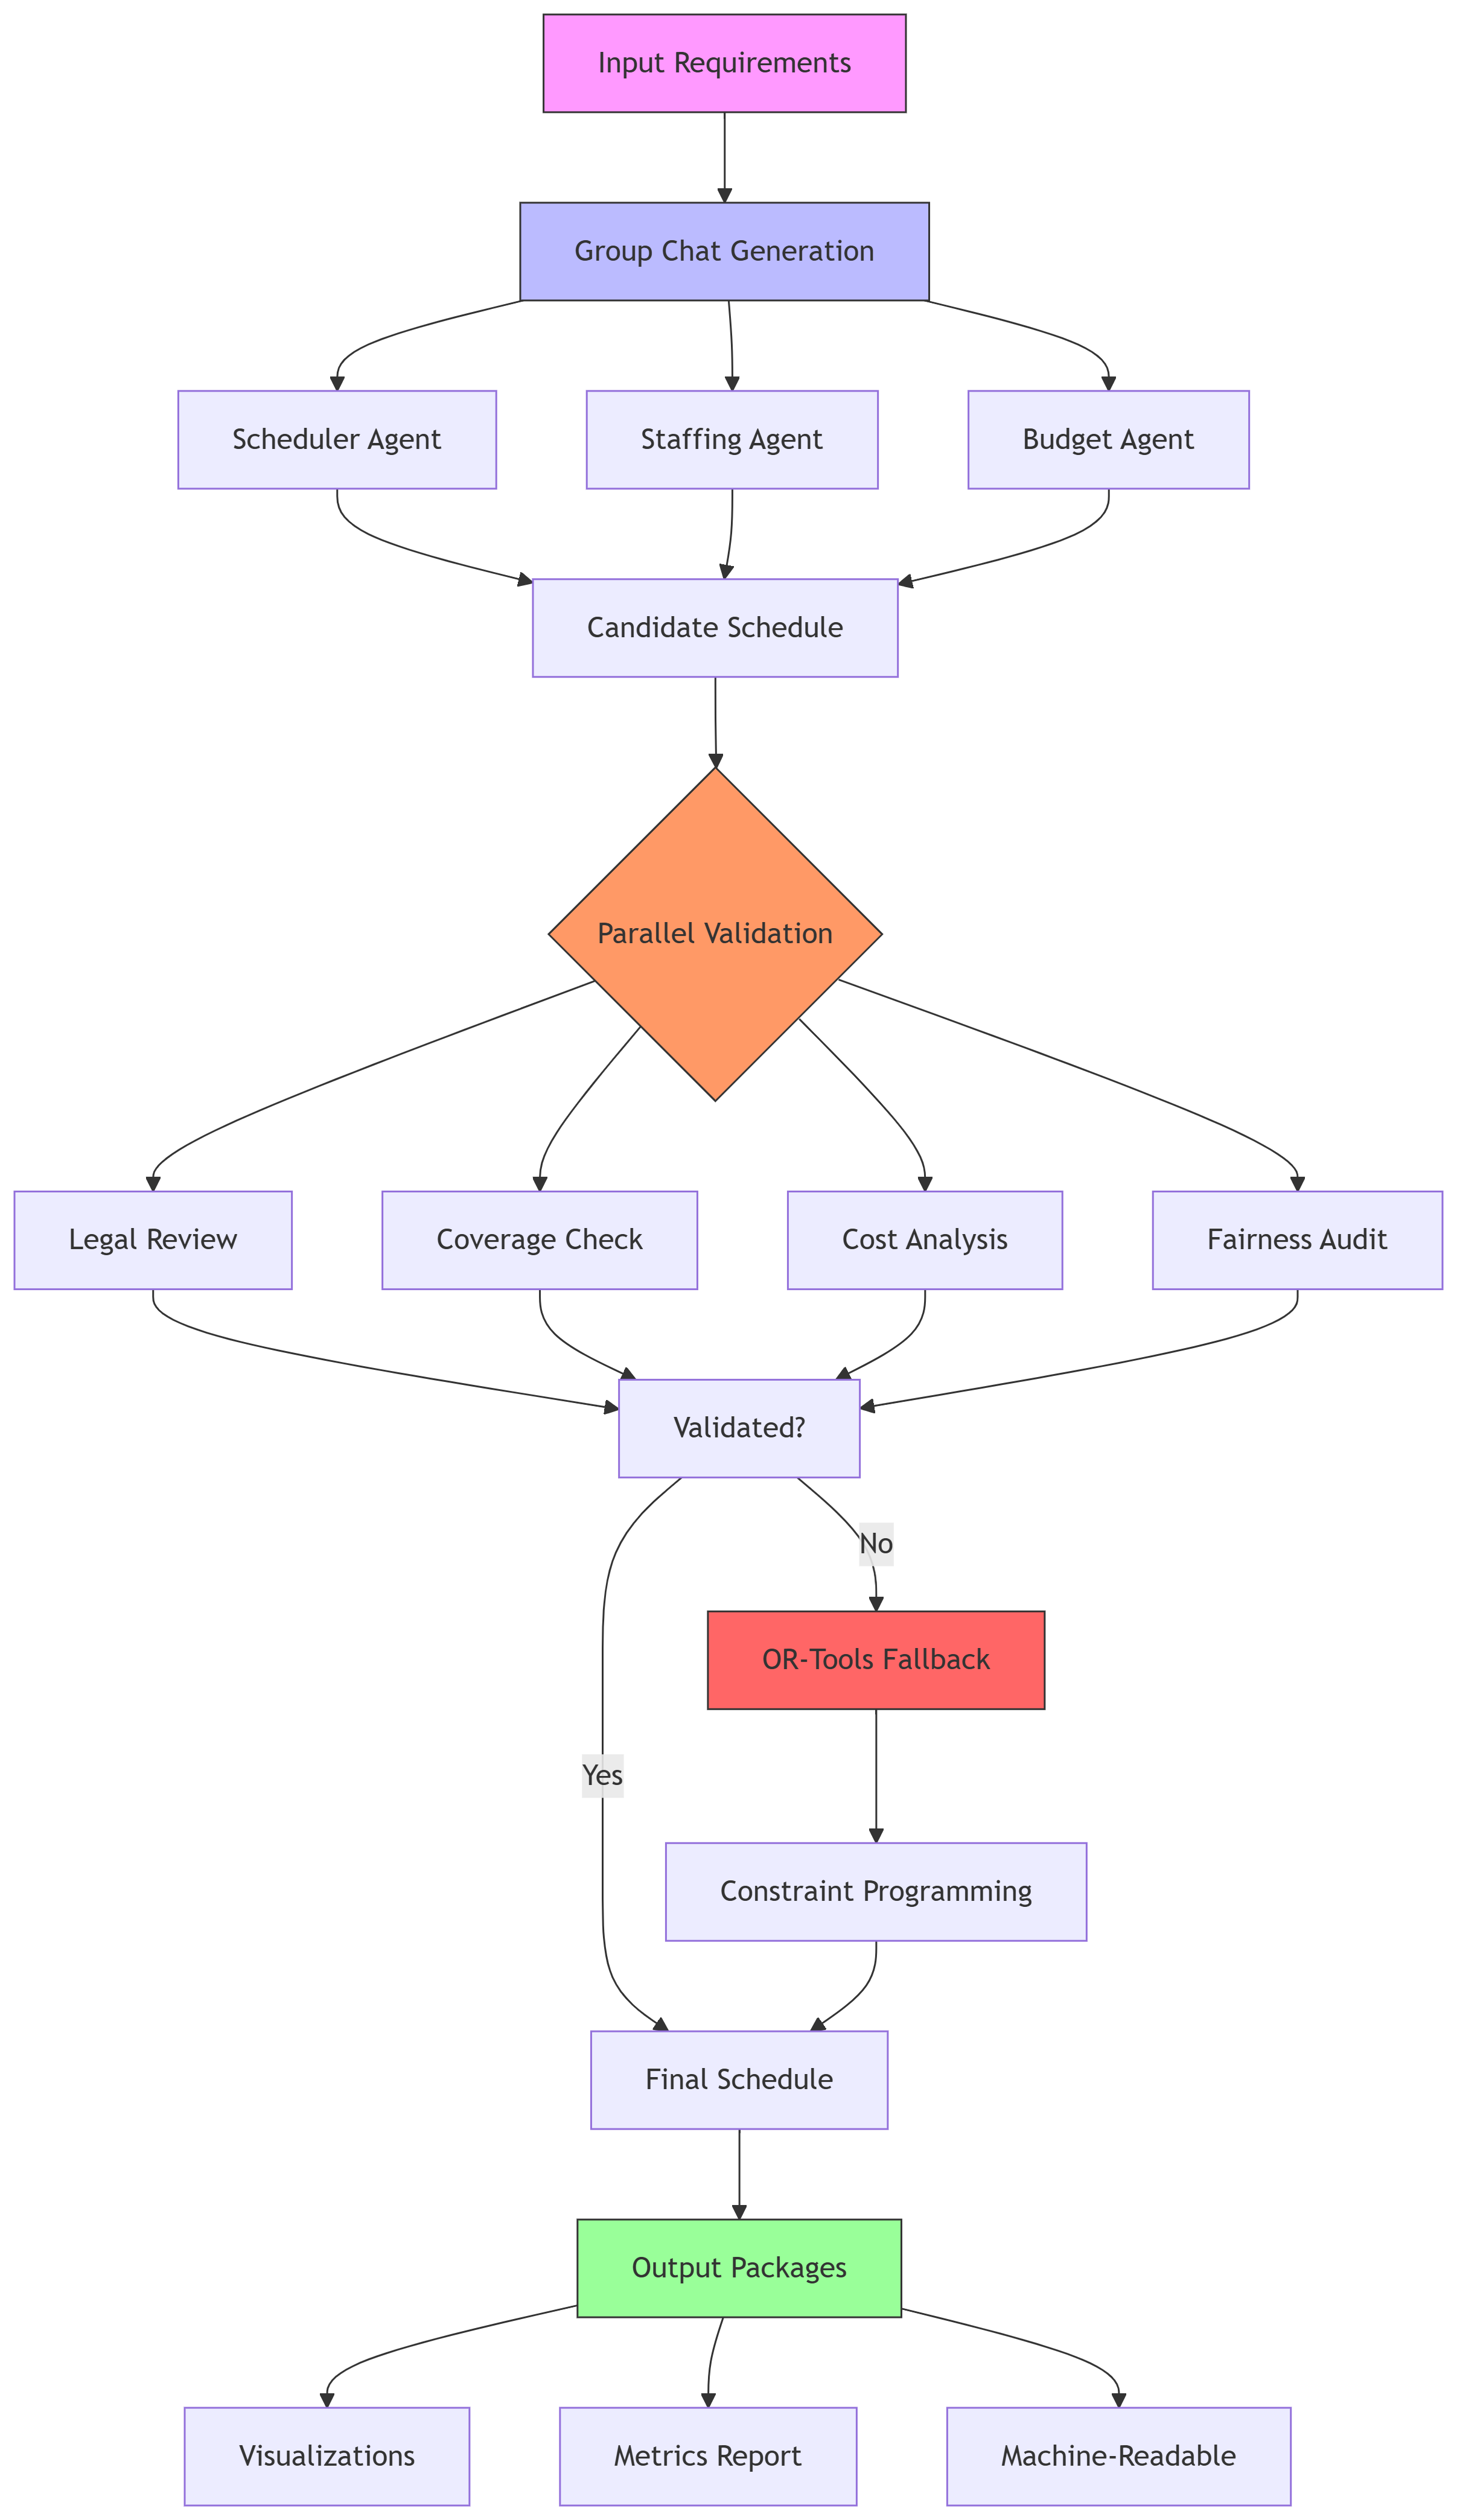 Input Requirements
Group Chat Generation
Scheduler Agent
Staffing Agent
Budget Agent
Candidate Schedule
Parallel Validation
Legal Review
Coverage Check
Cost Analysis
Fairness Audit
Validated?
No
OR-Tools Fallback
Yes
Constraint Programming
Final Schedule
Output Packages
Visualizations
Metrics Report
Machine-Readable